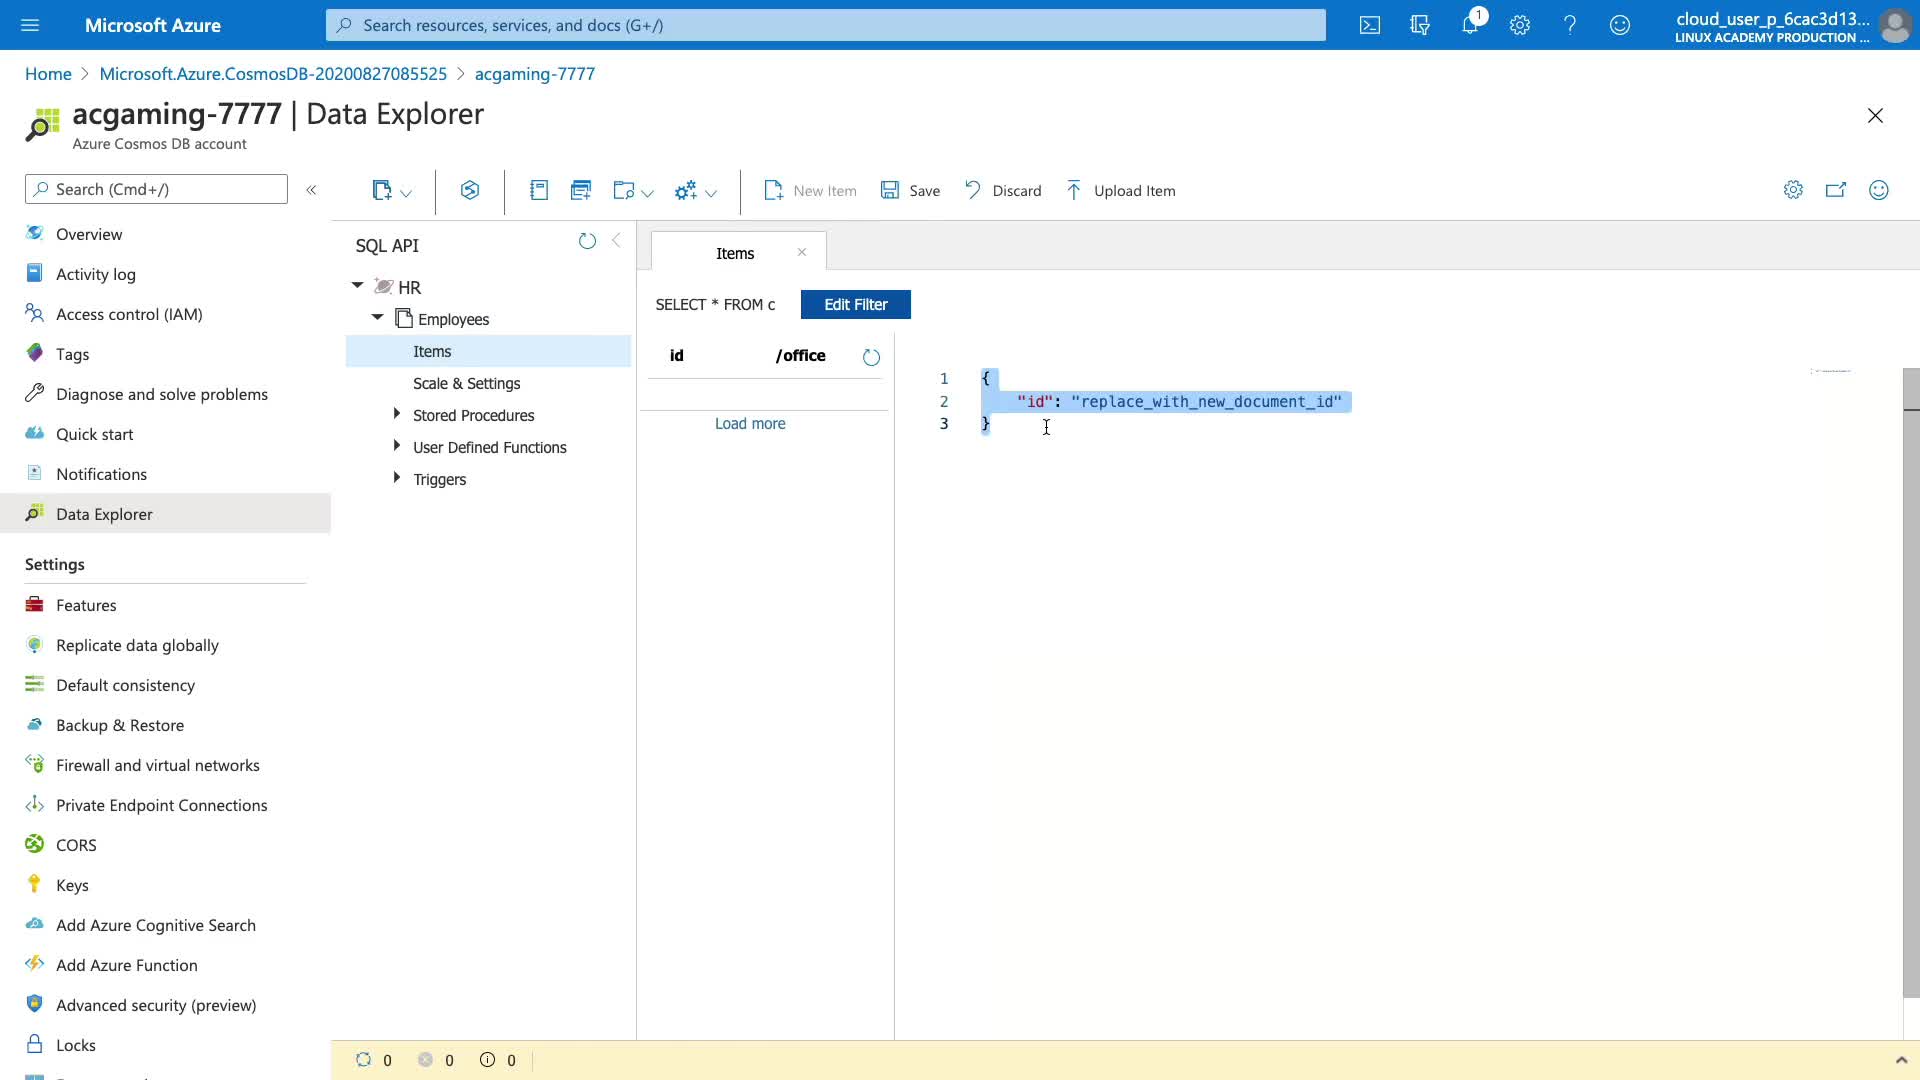 Microsoft Azure
Search resources, services, and docs (G+/)
1
cloud_user_p_6cac3d13...
LINUX ACADEMY PRODUCTION ...
Home > Microsoft.Azure.CosmosDB-20200827085525 > acgaming-7777
acgaming-7777 | Data Explorer
Azure Cosmos DB account
Search (Cmd+/)
«
Overview
Activity log
Access control (IAM)
Tags
Diagnose and solve problems
Quick start
Notifications
Data Explorer
Settings
Features
Replicate data globally
Default consistency
Backup & Restore
Firewall and virtual networks
Private Endpoint Connections
CORS
Keys
Add Azure Cognitive Search
Add Azure Function
Advanced security (preview)
Locks
New Item
Save
Discard
Upload Item
SQL API
HR
Employees
Items
Scale & Settings
Stored Procedures
User Defined Functions
Triggers
Items
SELECT * FROM c
Edit Filter
id /office
Load more
1 {
2 "id": "replace_with_new_document_id"
3 }
0 0 0